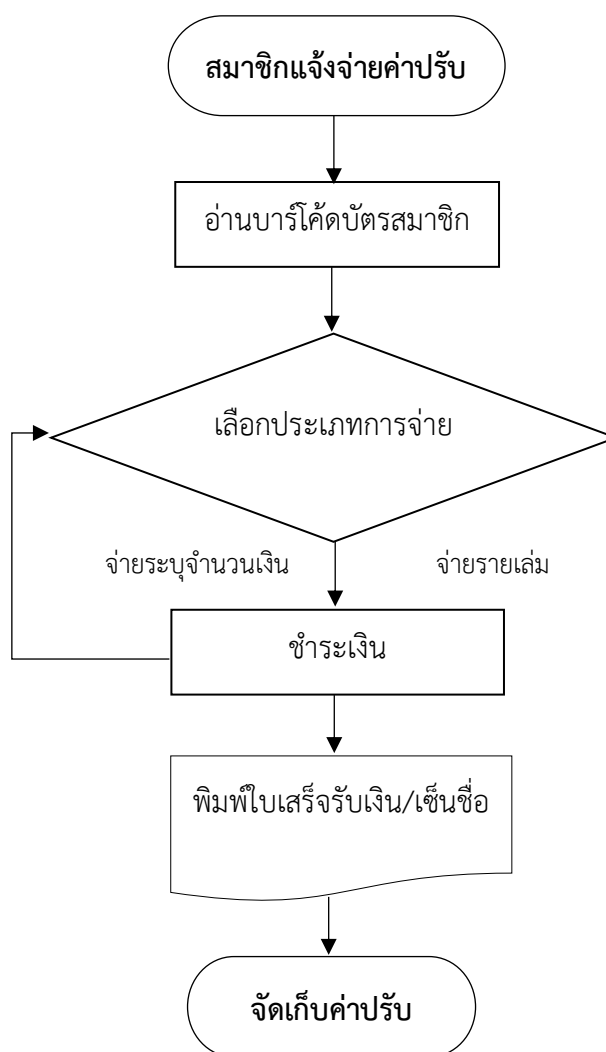 สมาชิกแจ้งจ่ายค่าปรับ
อ่านบาร์โค้ดบัตรสมาชิก
เลือกประเภทการจ่าย
จ่ายระบุจำนวนเงิน จ่ายรายเล่ม
ชำระเงิน
พิมพ์ใบเสร็จรับเงิน/เซ็นชื่อ
จัดเก็บค่าปรับ